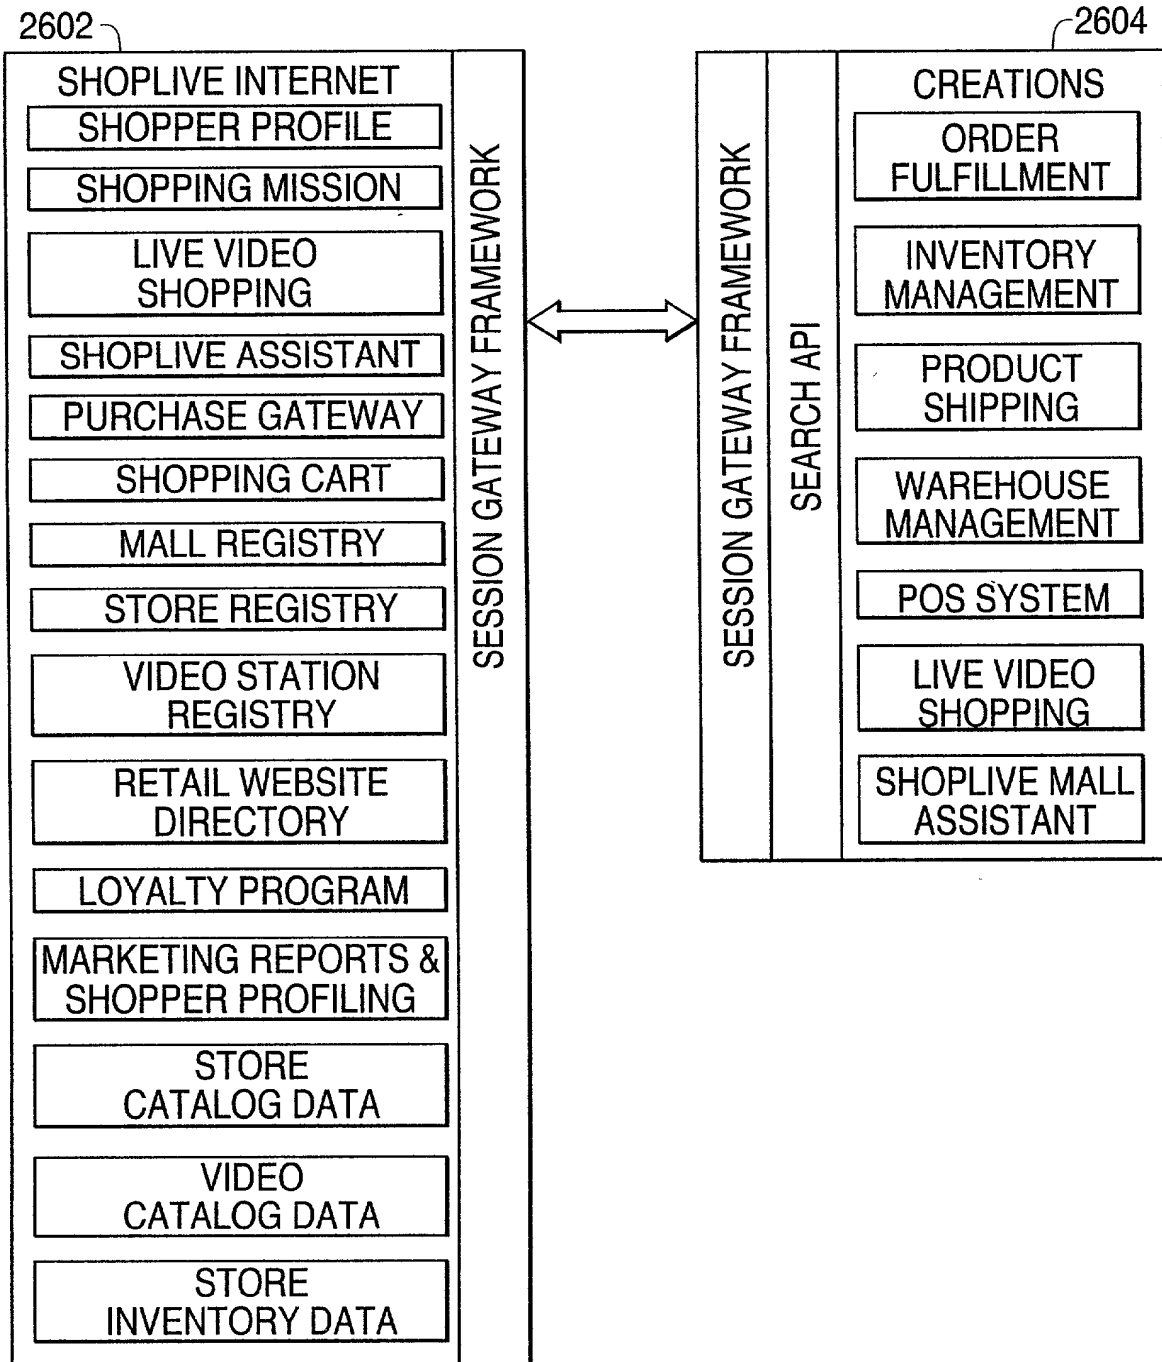 2602
SHOPLIVE INTERNET
SHOPPER PROFILE
SHOPPING MISSION
LIVE VIDEO
SHOPPING
SHOPLIVE ASSISTANT
PURCHASE GATEWAY
SHOPPING CART
MALL REGISTRY
STORE REGISTRY
VIDEO STATION
REGISTRY
RETAIL WEBSITE
DIRECTORY
LOYALTY PROGRAM
MARKETING REPORTS &
SHOPPER PROFILING
STORE
CATALOG DATA
VIDEO
CATALOG DATA
STORE
INVENTORY DATA
SESSION GATEWAY FRAMEWORK
2604
SESSION GATEWAY FRAMEWORK
SEARCH API
CREATIONS
ORDER
FULFILLMENT
INVENTORY
MANAGEMENT
PRODUCT
SHIPPING
WAREHOUSE
MANAGEMENT
POS SYSTEM
LIVE VIDEO
SHOPPING
SHOPLIVE MALL
ASSISTANT